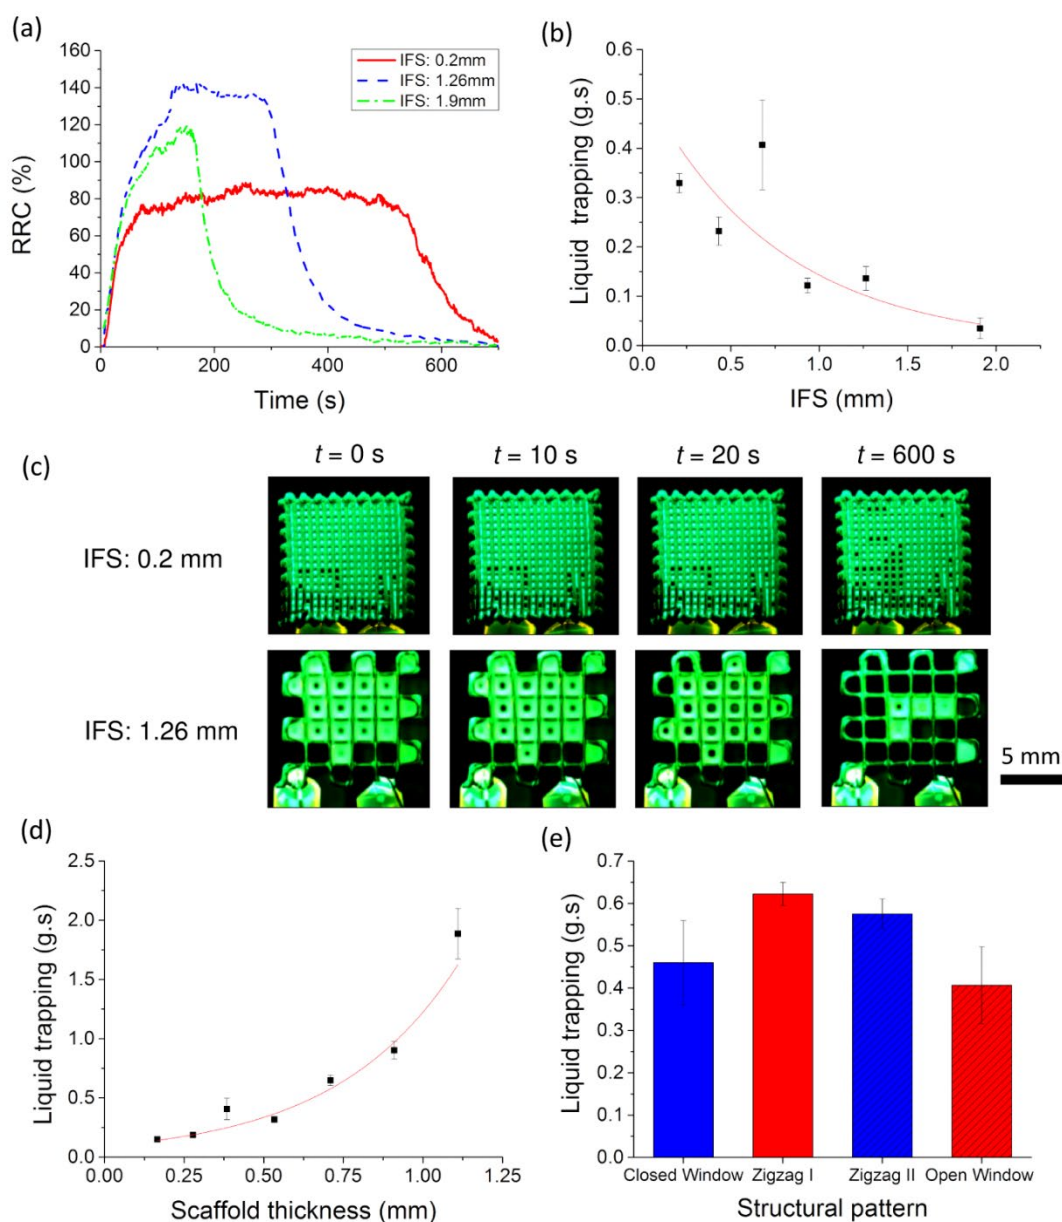 (a)
160
140
120
100
80
60
40
20
0
RRC (%)
0 200 400 600
Time (s)
IFS: 0.2mm
IFS: 1.26mm
IFS: 1.9mm
(b)
0.6
0.5
0.4
0.3
0.2
0.1
0.0
Liquid trapping (g.s)
0.0 0.5 1.0 1.5 2.0
IFS (mm)
(c)
t = 0 s t = 10 s t = 20 s t = 600 s
IFS: 0.2 mm
IFS: 1.26 mm
5 mm
(d)
2.5
2.0
1.5
1.0
0.5
0.0
Liquid trapping (g.s)
0.00 0.25 0.50 0.75 1.00 1.25
Scaffold thickness (mm)
(e)
0.7
0.6
0.5
0.4
0.3
0.2
0.1
0.0
Liquid trapping (g.s)
Closed Window Zigzag I Zigzag II Open Window
Structural pattern